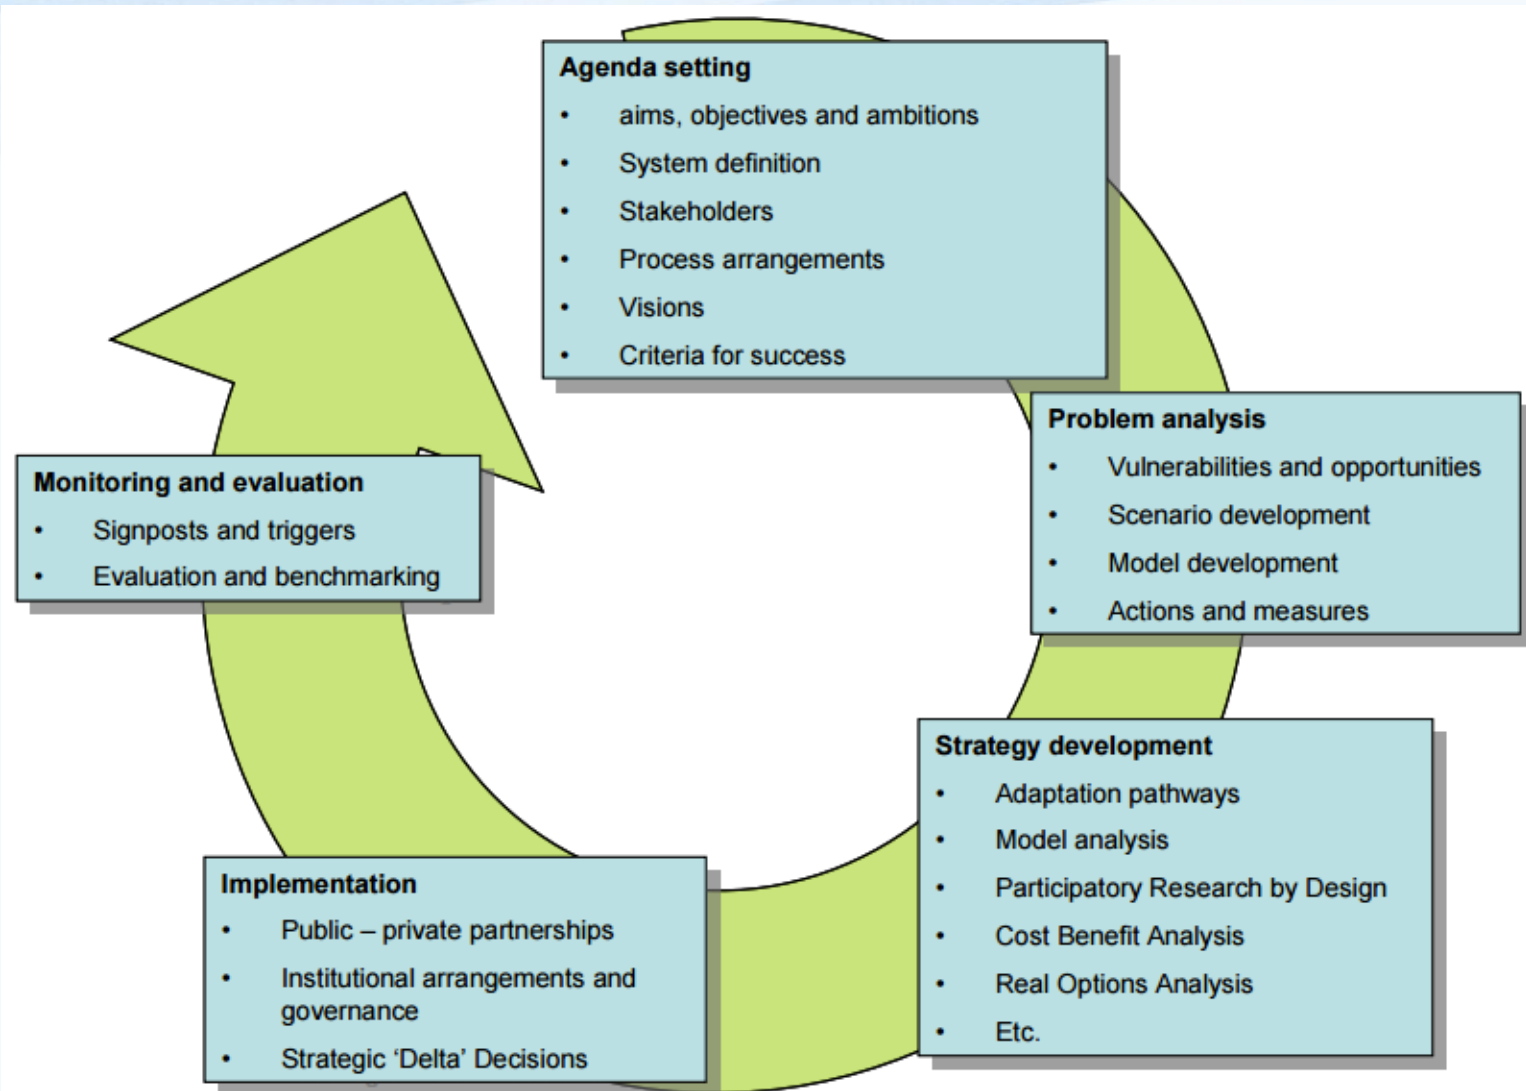 Agenda setting
• aims, objectives and ambitions
• System definition
• Stakeholders
• Process arrangements
• Visions
• Criteria for success
Problem analysis
• Vulnerabilities and opportunities
• Scenario development
• Model development
• Actions and measures
Strategy development
• Adaptation pathways
• Model analysis
• Participatory Research by Design
• Cost Benefit Analysis
• Real Options Analysis
• Etc.
Implementation
• Public – private partnerships
• Institutional arrangements and
governance
• Strategic ‘Delta’ Decisions
Monitoring and evaluation
• Signposts and triggers
• Evaluation and benchmarking